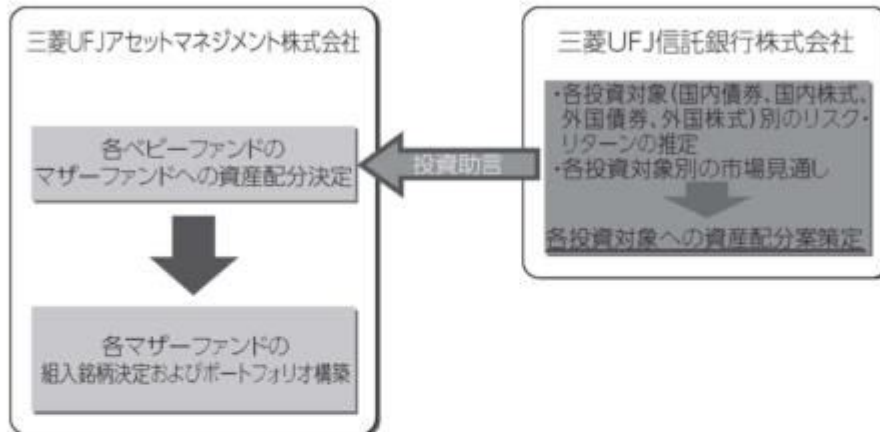 三菱UFJアセットマネジメント株式会社
各ベビーファンドの
マザーファンドへの資産配分決定
各マザーファンドの
組入銘柄決定およびポートフォリオ構築
投資助言
三菱UFJ信託銀行株式会社
・各投資対象(国内債券、国内株式、
外国債券、外国株式)別のリスク・
リターンの推定
・各投資対象別の市場見通し
各投資対象への資産配分案策定